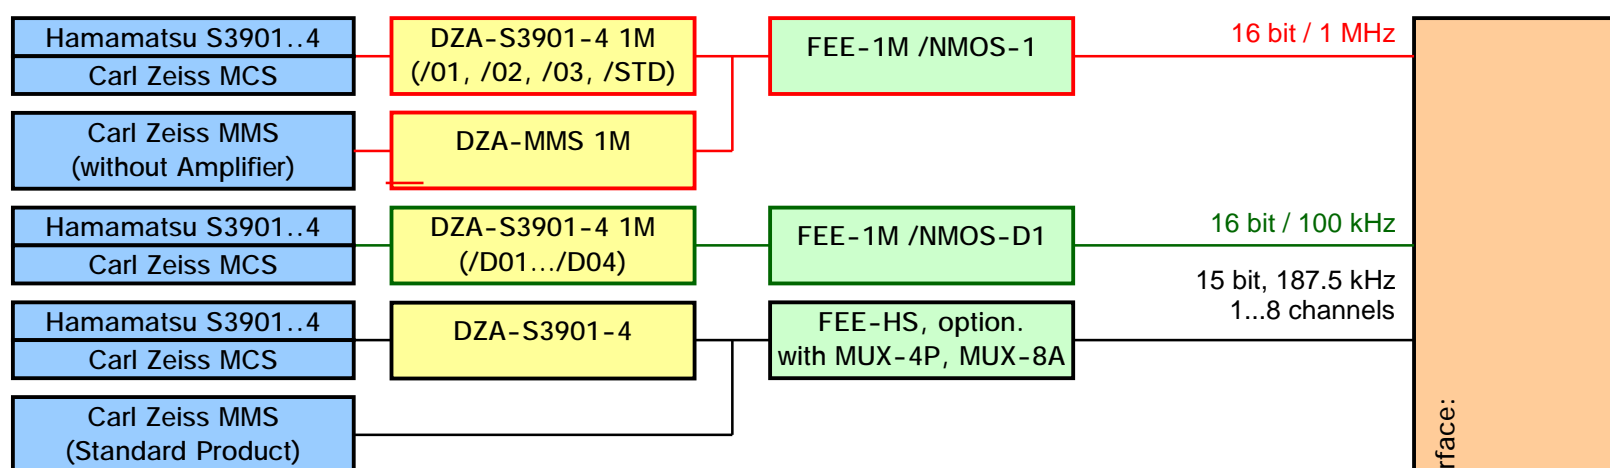 Hamamatsu S3901..4
Carl Zeiss MCS
DZA-S3901-4 1M
(/01, /02, /03, /STD)
FEE-1M /NMOS-1
16 bit / 1 MHz
Carl Zeiss MMS
(without Amplifier)
DZA-MMS 1M
Hamamatsu S3901..4
Carl Zeiss MCS
DZA-S3901-4 1M
(/D01.../D04)
FEE-1M /NMOS-D1
16 bit / 100 kHz
15 bit, 187.5 kHz
1...8 channels
Hamamatsu S3901..4
Carl Zeiss MCS
DZA-S3901-4
FEE-HS, option.
with MUX-4P, MUX-8A
Carl Zeiss MMS
(Standard Product)
rface: